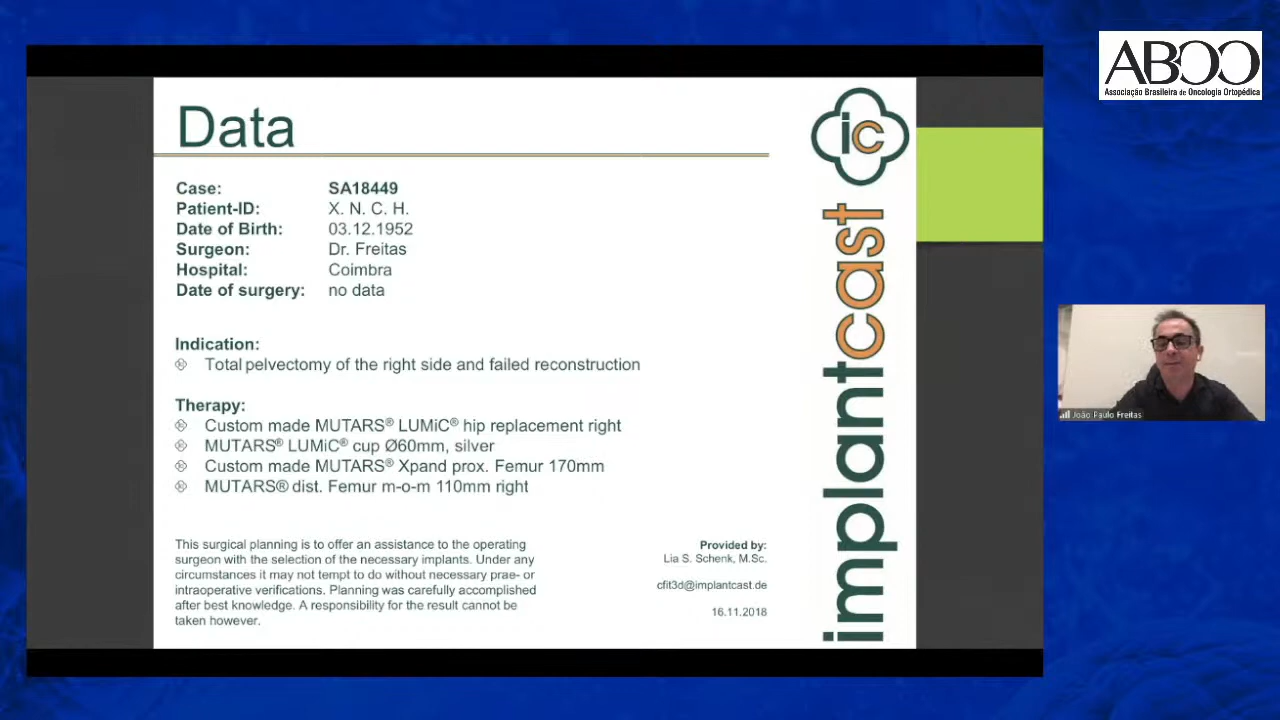 Data
Case: SA18449
Patient-ID: X. N. C. H.
Date of Birth: 03.12.1952
Surgeon: Dr. Freitas
Hospital: Coimbra
Date of surgery: no data
Indication:
Total pelvectomy of the right side and failed reconstruction
Therapy:
Custom made MUTARS® LUMiC® hip replacement right
MUTARS® LUMiC® cup Ø60mm, silver
Custom made MUTARS® Xpand prox. Femur 170mm
MUTARS® dist. Femur m-o-m 110mm right
This surgical planning is to offer an assistance to the operating
surgeon with the selection of the necessary implants. Under any
circumstances it may not tempt to do without necessary prae- or
intraoperative verifications. Planning was carefully accomplished
after best knowledge. A responsibility for the result cannot be
taken however.
Provided by:
Lia S. Schenk, M.Sc.
cfit3d@implantcast.de
16.11.2018
ic
implantcast
ABOO
Associação Brasileira de Oncologia Ortopédica
João Paulo Freitas